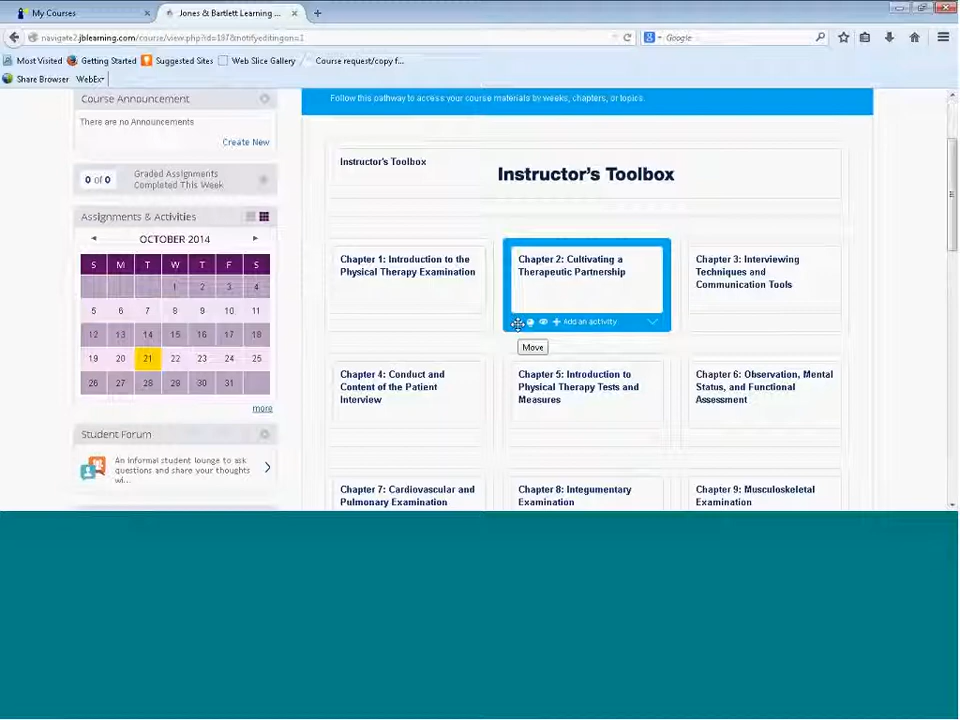 My Courses
Jones & Bartlett Learning ...
navigate2.jblearning.com/course/view.php?id=197&notifyeditingon=1
Google
Most Visited
Getting Started
Suggested Sites
Web Slice Gallery
Course request/copy f...
Share Browser
WebEx
Course Announcement
There are no Announcements
Create New
0 of 0
Graded Assignments
Completed This Week
Assignments & Activities
OCTOBER 2014
S M T W T F S
1 2 3 4
5 6 7 8 9 10 11
12 13 14 15 16 17 18
19 20 21 22 23 24 25
26 27 28 29 30 31
more
Student Forum
An informal student lounge to ask
questions and share your thoughts
wi...
Follow this pathway to access your course materials by weeks, chapters, or topics.
Instructor's Toolbox
Instructor's Toolbox
Chapter 1: Introduction to the
Physical Therapy Examination
Chapter 2: Cultivating a
Therapeutic Partnership
Add an activity
Move
Chapter 3: Interviewing
Techniques and
Communication Tools
Chapter 4: Conduct and
Content of the Patient
Interview
Chapter 5: Introduction to
Physical Therapy Tests and
Measures
Chapter 6: Observation, Mental
Status, and Functional
Assessment
Chapter 7: Cardiovascular and
Pulmonary Examination
Chapter 8: Integumentary
Examination
Chapter 9: Musculoskeletal
Examination